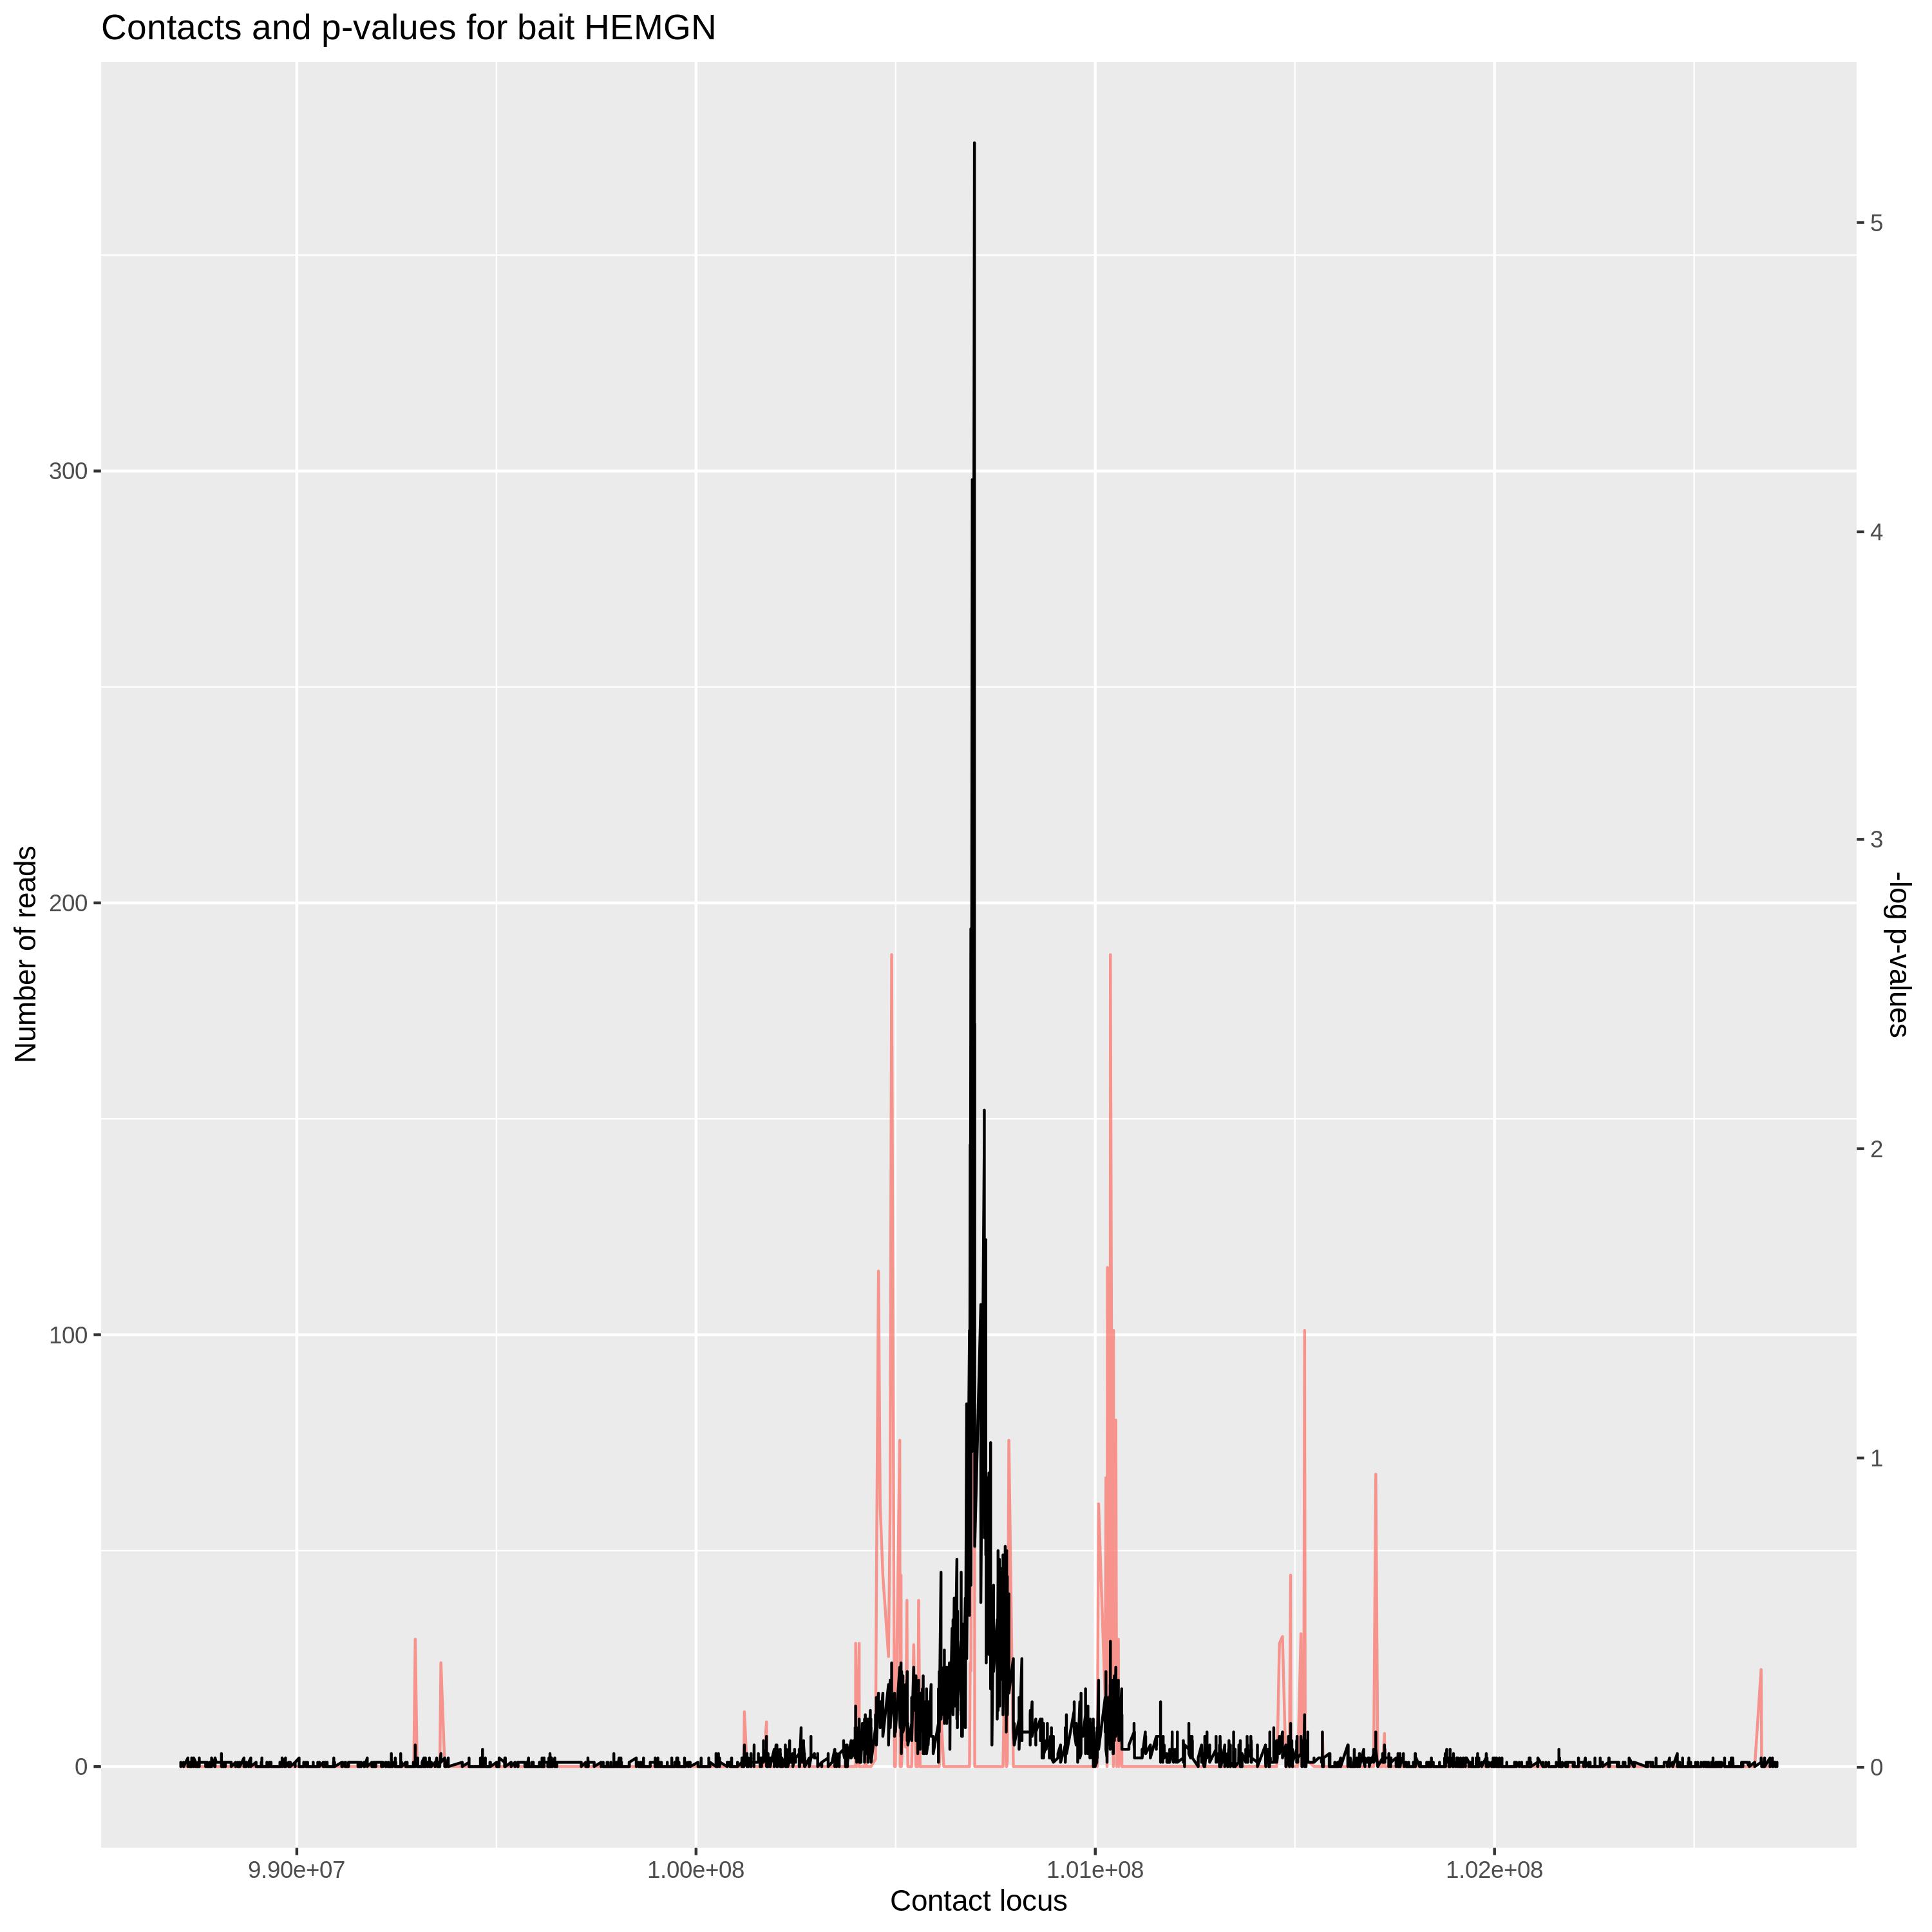 Contacts and p-values for bait HEMGN
Number of reads
300
200
100
0
5
4
3
2
1
0
-log p-values
9.90e+07
1.00e+08
1.01e+08
1.02e+08
Contact locus